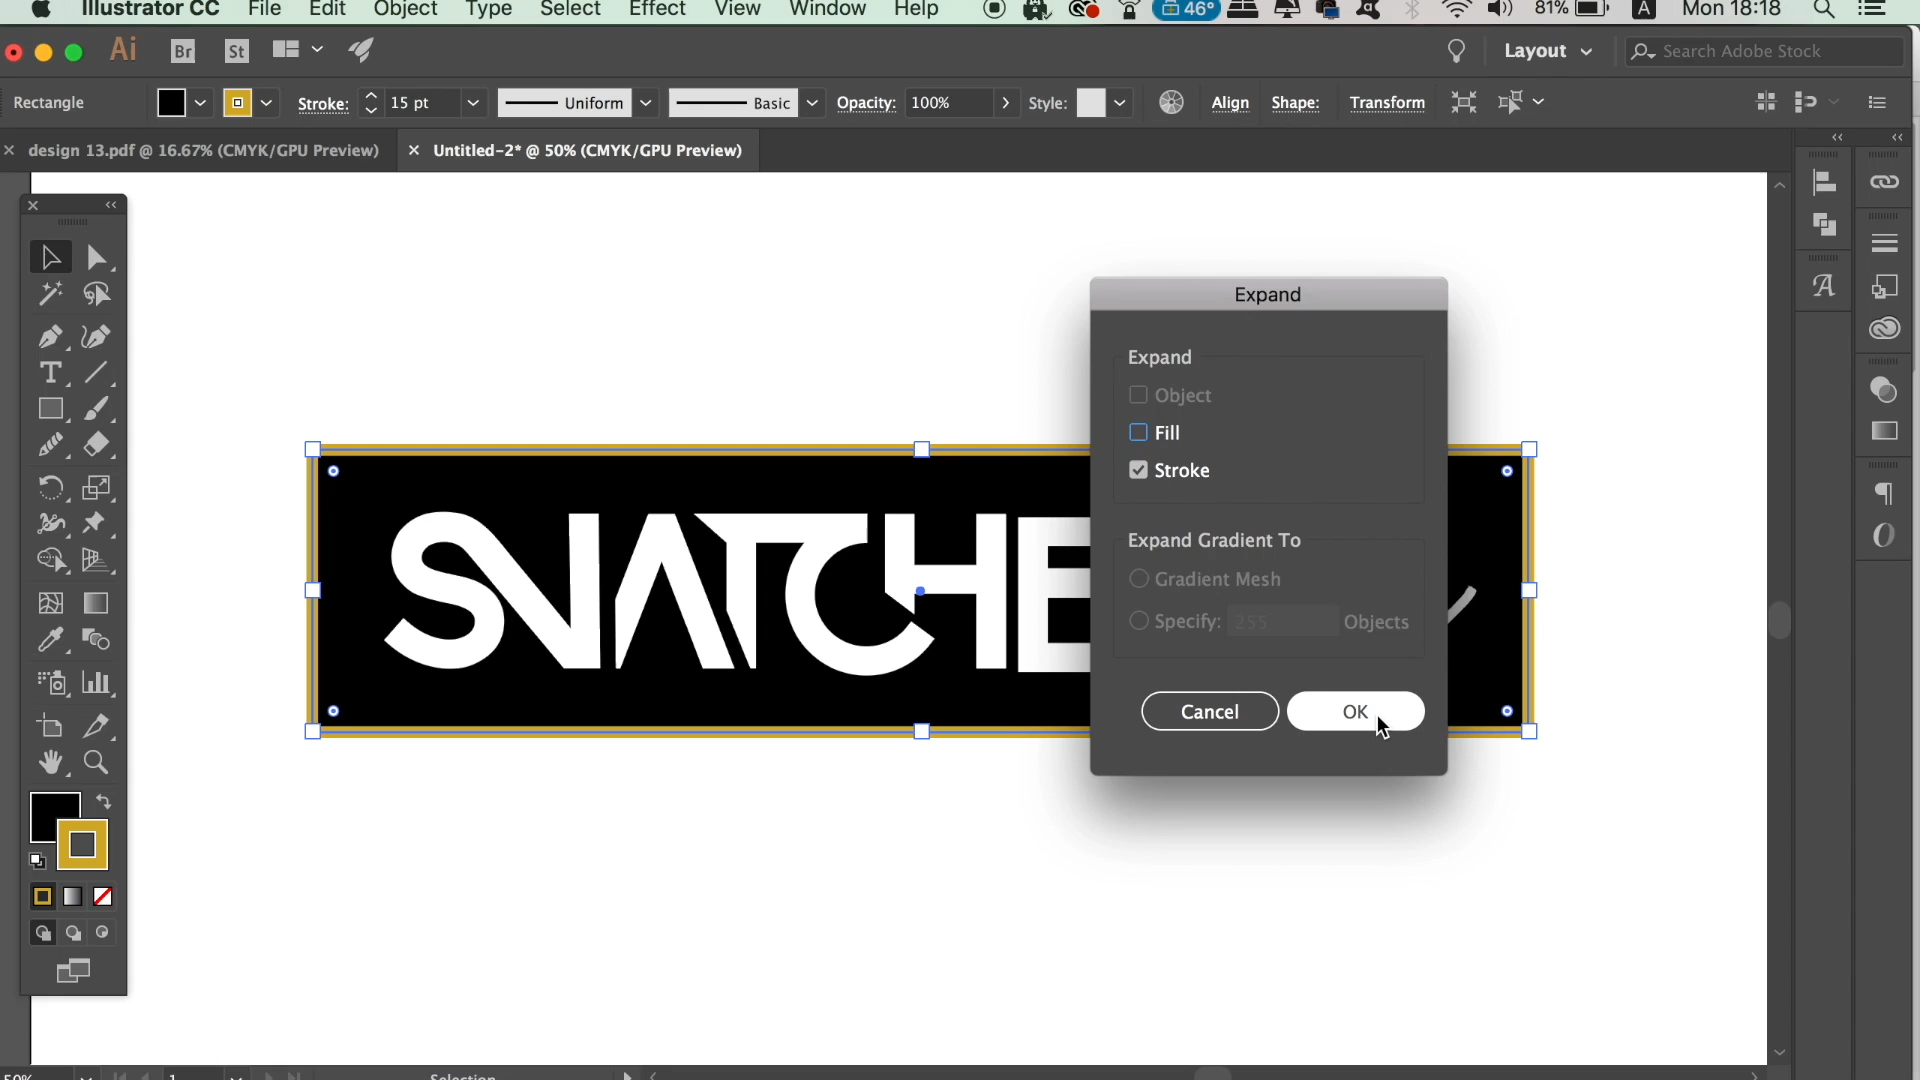 Illustrator CC File Edit Object Type Select Effect View Window Help 46° 81% A Mon 18:18
Ai Br St Layout Search Adobe Stock
Rectangle Stroke: 15 pt Uniform Basic Opacity: 100% Style: Align Shape: Transform
design 13.pdf @ 16.67% (CMYK/GPU Preview) Untitled-2* @ 50% (CMYK/GPU Preview)
Expand
Expand
Object
Fill
Stroke
SNATCHE
Expand Gradient To
Gradient Mesh
Specify: 255 Objects
Cancel OK
50% 1 Selection